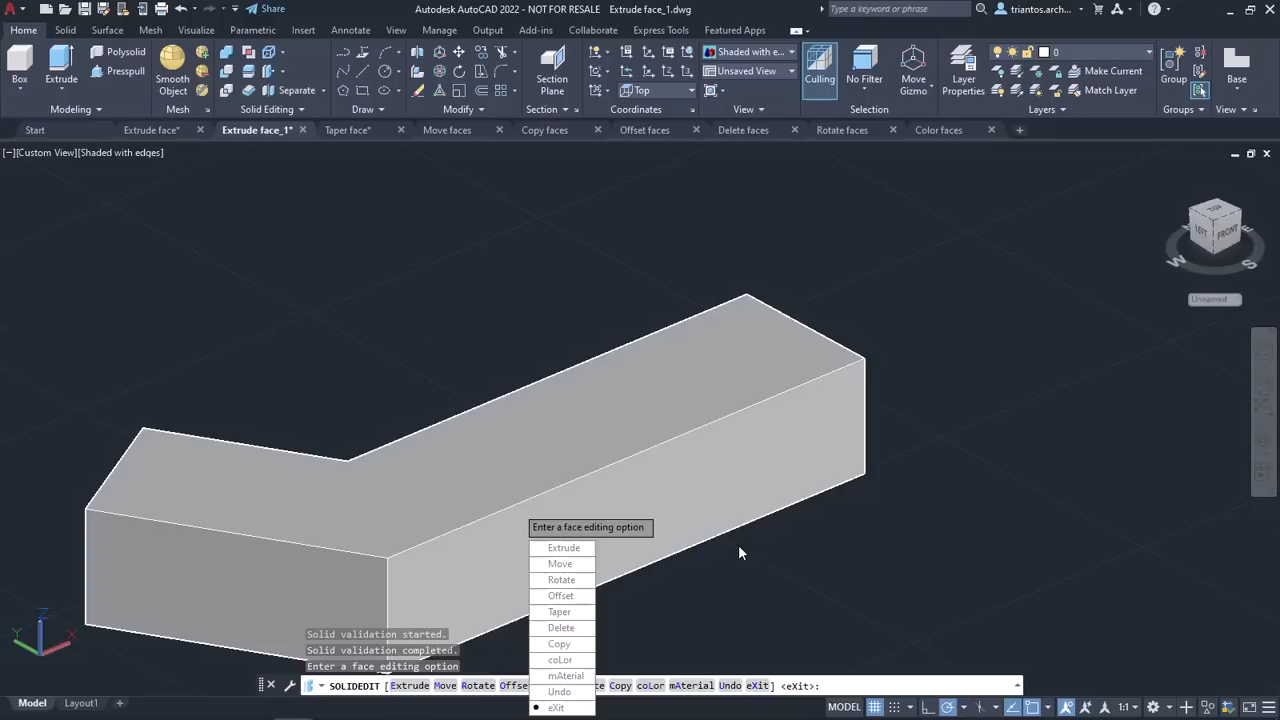 Share
Autodesk AutoCAD 2022 - NOT FOR RESALE Extrude face_1.dwg
Type a keyword or phrase
triantos.arch...
Home Solid Surface Mesh Visualize Parametric Insert Annotate View Manage Output Add-ins Collaborate Express Tools Featured Apps
Box
Extrude
Polysolid
Presspull
Smooth
Object
Separate
Section
Plane
Top
Shaded with e...
Unsaved View
Culling
No Filter
Move
Gizmo
Layer
Properties
0
Make Current
Match Layer
Group
Base
Modeling Mesh Solid Editing Draw Modify Section Coordinates View Selection Layers Groups View
Start Extrude face* Extrude face_1* Taper face* Move faces Copy faces Offset faces Delete faces Rotate faces Color faces
[−][Custom View][Shaded with edges]
TOP
LEFT FRONT
W S
Unnamed
Enter a face editing option
Extrude
Move
Rotate
Offset
Taper
Delete
Copy
coLor
mAterial
Undo
eXit
Z
Y X
Solid validation started.
Solid validation completed.
Enter a face editing option
SOLIDEDIT [Extrude Move Rotate Offse te Copy coLor mAterial Undo eXit] <eXit>:
Model Layout1
MODEL 1:1